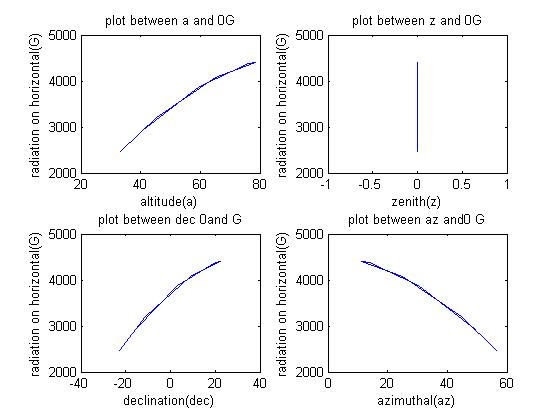 plot between a and 0G
radiation on horizontal(G)
5000
4000
3000
2000
20 40 60 80
altitude(a)
plot between z and 0G
radiation on horizontal(G)
5000
4000
3000
2000
-1 -0.5 0 0.5 1
zenith(z)
plot between dec 0and G
radiation on horizontal(G)
5000
4000
3000
2000
-40 -20 0 20 40
declination(dec)
plot between az and0 G
radiation on horizontal(G)
5000
4000
3000
2000
0 20 40 60
azimuthal(az)